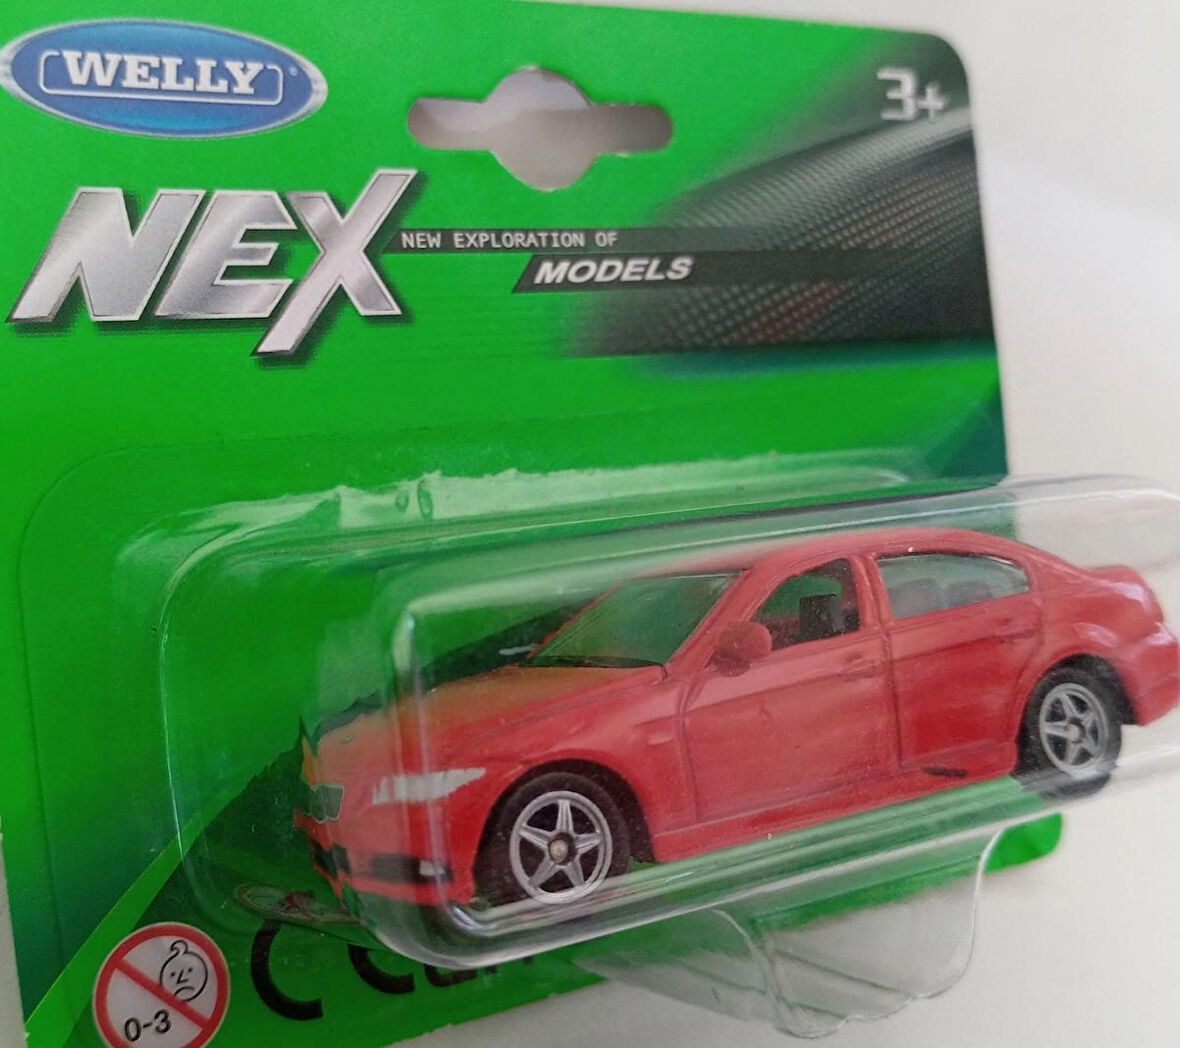 WELLY
3+
NEX
NEW EXPLORATION OF
MODELS
0-3